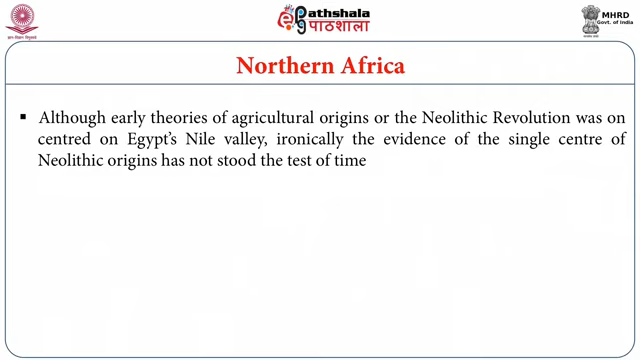 Pathshala
पाठशाला
MHRD
Govt. of India
Northern Africa
▪ Although early theories of agricultural origins or the Neolithic Revolution was on
centred on Egypt’s Nile valley, ironically the evidence of the single centre of
Neolithic origins has not stood the test of time